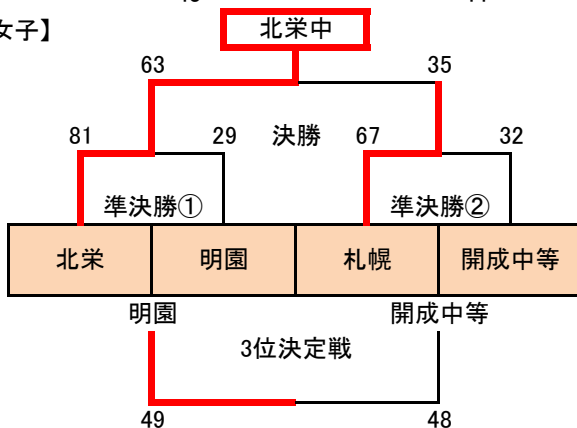 女子】
北栄中
63 35
81 29 決勝 67 32
準決勝① 準決勝②
北栄 明園 札幌 開成中等
明園 開成中等
3位決定戦
49 48